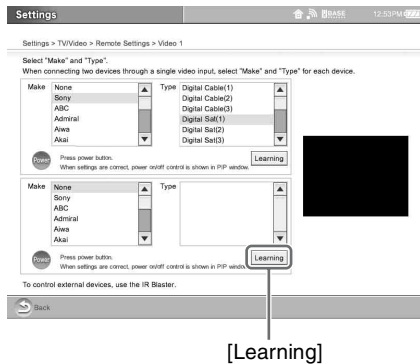 Settings
BASE
12:53PM
Settings > TV/Video > Remote Settings > Video 1
Select "Make" and "Type".
When connecting two devices through a single video input, select "Make" and "Type" for each device.
Make
None
Sony
ABC
Admiral
Aiwa
Akai
Type
Digital Cable(1)
Digital Cable(2)
Digital Cable(3)
Digital Sat(1)
Digital Sat(2)
Digital Sat(3)
Power
Press power button.
When settings are correct, power on/off control is shown in PIP window.
Learning
Make
None
Sony
ABC
Admiral
Aiwa
Akai
Type
Power
Press power button.
When settings are correct, power on/off control is shown in PIP window
Learning
To control external devices, use the IR Blaster.
Back
[Learning]